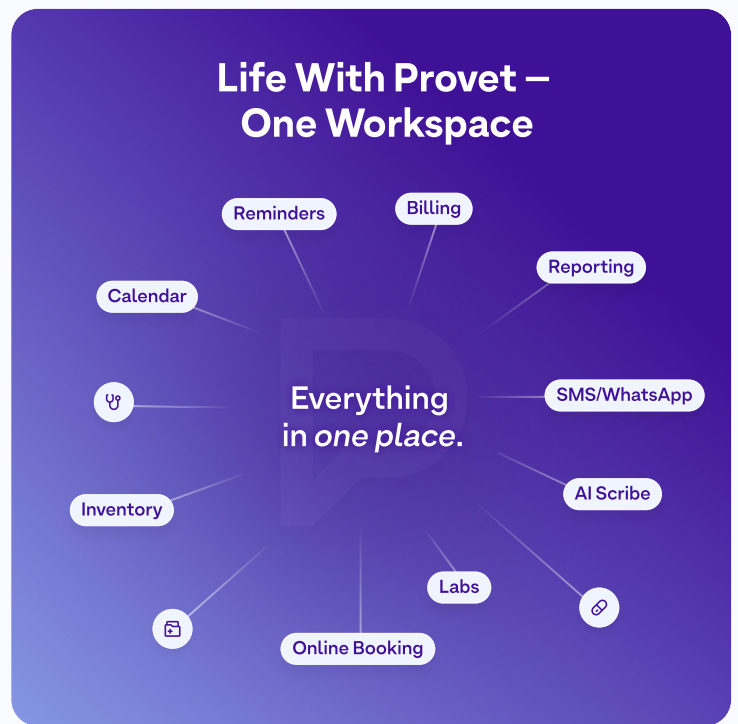 Life With Provet –
One Workspace
Reminders
Billing
Reporting
Calendar
SMS/WhatsApp
Everything
in one place.
AI Scribe
Inventory
Labs
Online Booking